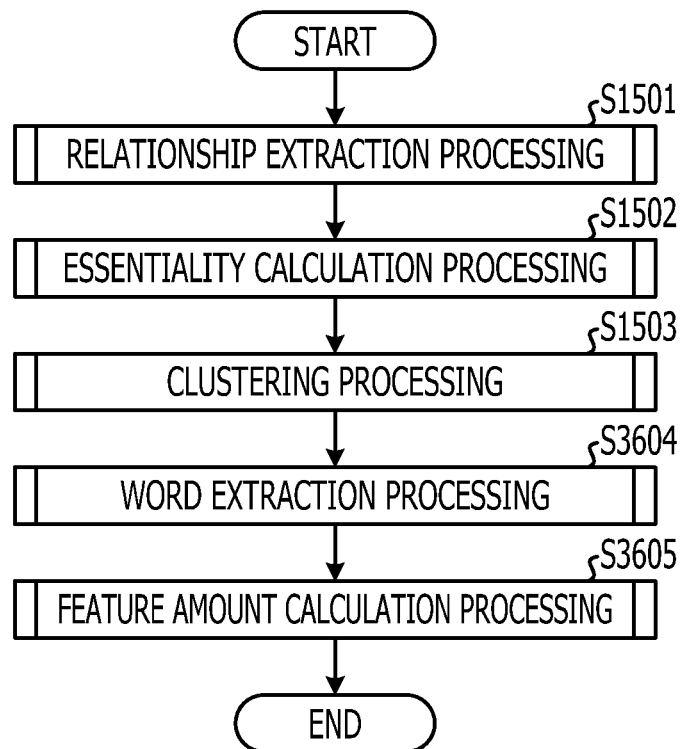 START
S1501
RELATIONSHIP EXTRACTION PROCESSING
S1502
ESSENTIALITY CALCULATION PROCESSING
S1503
CLUSTERING PROCESSING
S3604
WORD EXTRACTION PROCESSING
S3605
FEATURE AMOUNT CALCULATION PROCESSING
END